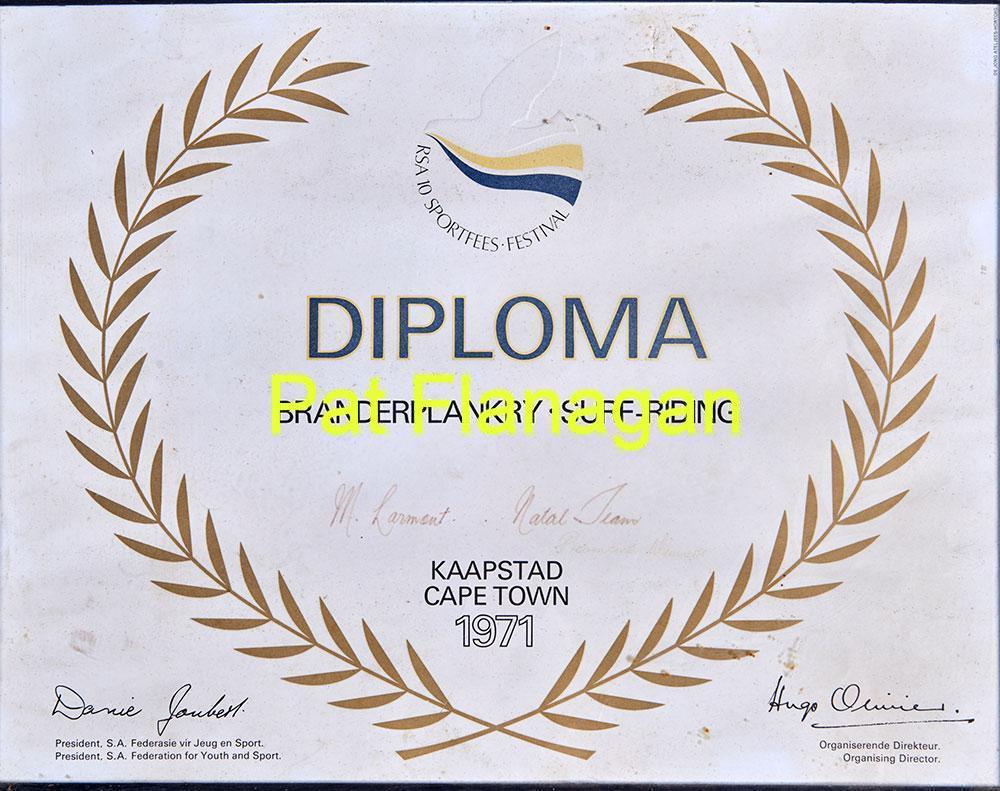 RSA 10 SPORTFEES · FESTIVAL
DIPLOMA
Pat Flanagan
BRANDERPLANKRY · SURF-RIDING
M. Larmont. . Natal Team
KAAPSTAD
CAPE TOWN
1971
Danie Joubert.
Hugo Olivier.
President, S.A. Federasie vir Jeug en Sport.
President, S.A. Federation for Youth and Sport.
Organiserende Direkteur.
Organising Director.